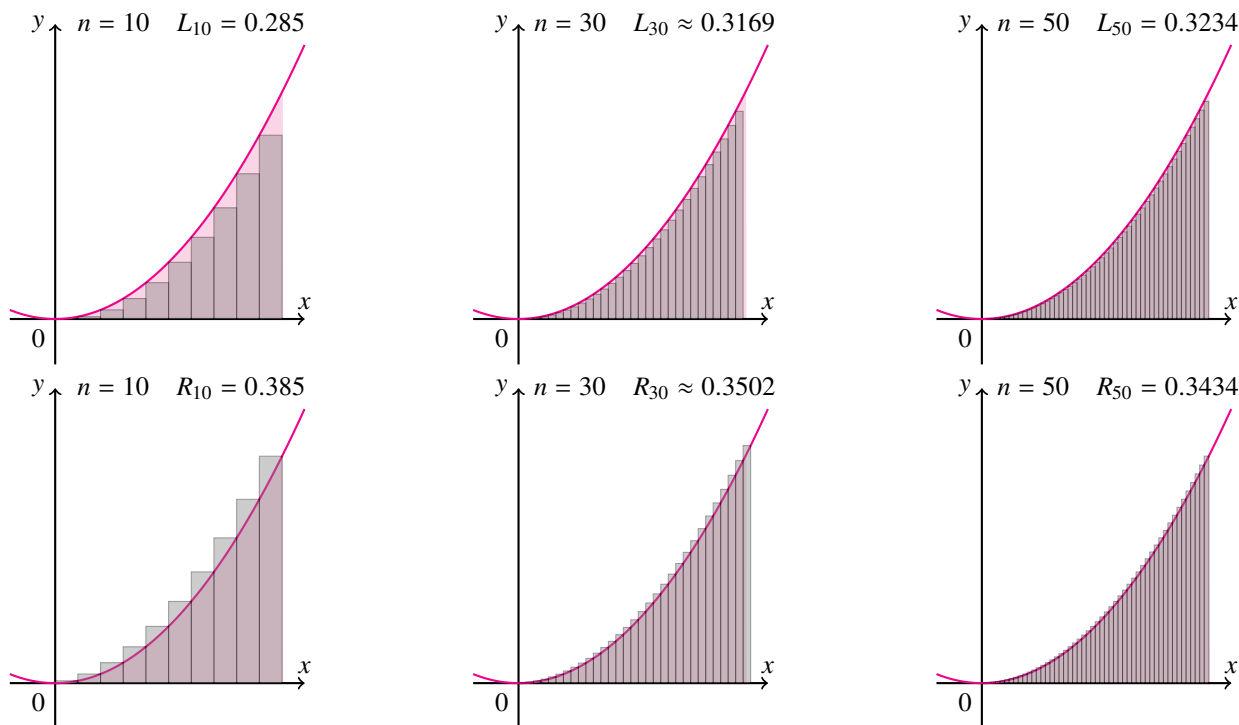 y n = 10 L₁₀ = 0.285
x
0
y n = 30 L₃₀ ≈ 0.3169
x
0
y n = 50 L₅₀ = 0.3234
x
0
y n = 10 R₁₀ = 0.385
x
0
y n = 30 R₃₀ ≈ 0.3502
x
0
y n = 50 R₅₀ = 0.3434
x
0